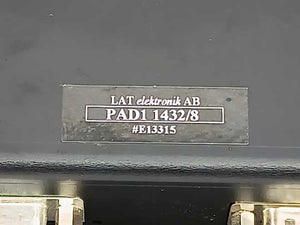 LAT elektronik AB
PAD1 1432/8
#E13315